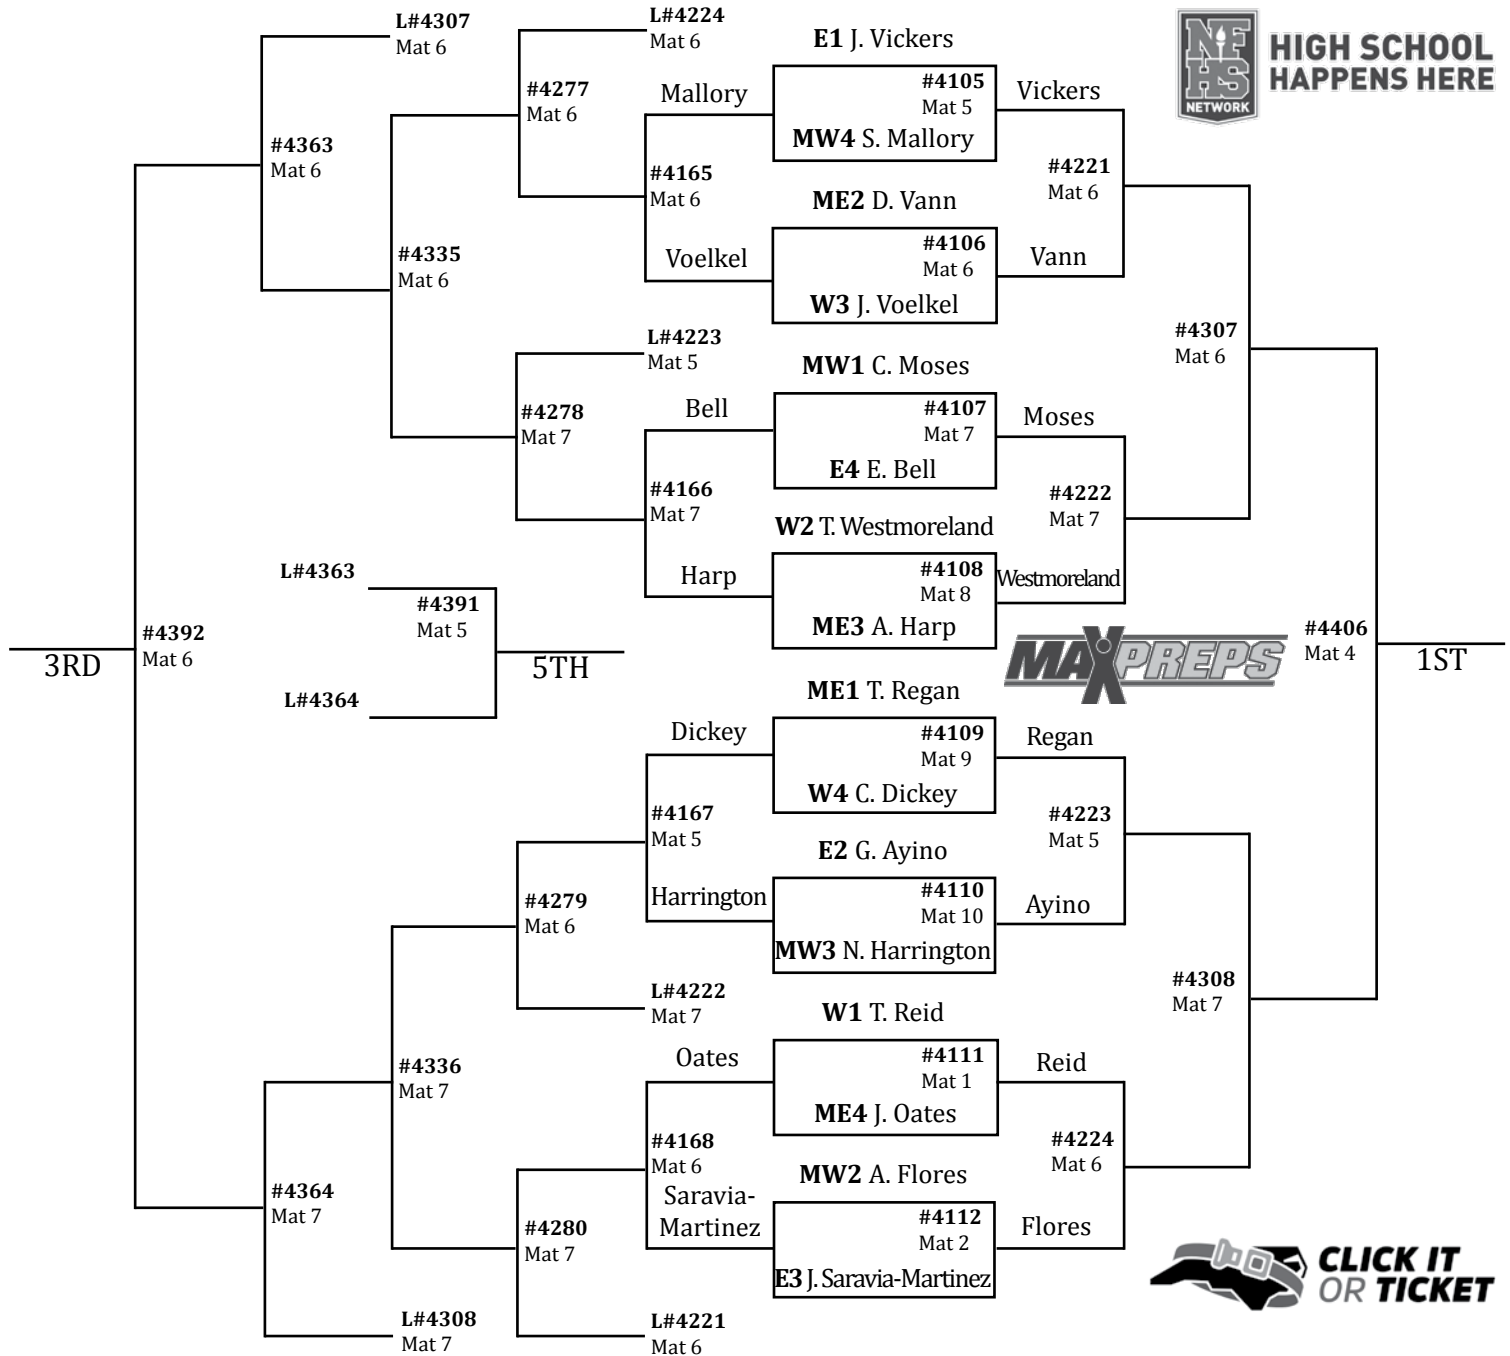 L#4307
Mat 6
L#4224
Mat 6
E1 J. Vickers
NF
HS
NETWORK
HIGH SCHOOL
HAPPENS HERE
#4277
Mat 6
Mallory
#4105
Mat 5
Vickers
MW4 S. Mallory
#4363
Mat 6
#4165
Mat 6
#4221
Mat 6
ME2 D. Vann
#4335
Mat 6
Voelkel
#4106
Mat 6
Vann
W3 J. Voelkel
L#4223
Mat 5
#4307
Mat 6
MW1 C. Moses
#4278
Mat 7
Bell
#4107
Mat 7
Moses
E4 E. Bell
#4166
Mat 7
#4222
Mat 7
W2 T. Westmoreland
L#4363
Harp
#4108
Mat 8
Westmoreland
#4391
Mat 5
ME3 A. Harp
#4392
Mat 6
3RD
5TH
MAXPREPS
#4406
Mat 4
1ST
L#4364
ME1 T. Regan
Dickey
#4109
Mat 9
Regan
W4 C. Dickey
#4167
Mat 5
#4223
Mat 5
E2 G. Ayino
#4279
Mat 6
Harrington
#4110
Mat 10
Ayino
MW3 N. Harrington
L#4222
Mat 7
#4308
Mat 7
W1 T. Reid
#4336
Mat 7
Oates
#4111
Mat 1
Reid
ME4 J. Oates
#4168
Mat 6
#4224
Mat 6
MW2 A. Flores
#4364
Mat 7
Saravia-
Martinez
#4280
Mat 7
#4112
Mat 2
Flores
E3 J. Saravia-Martinez
CLICK IT
OR TICKET
L#4308
Mat 7
L#4221
Mat 6